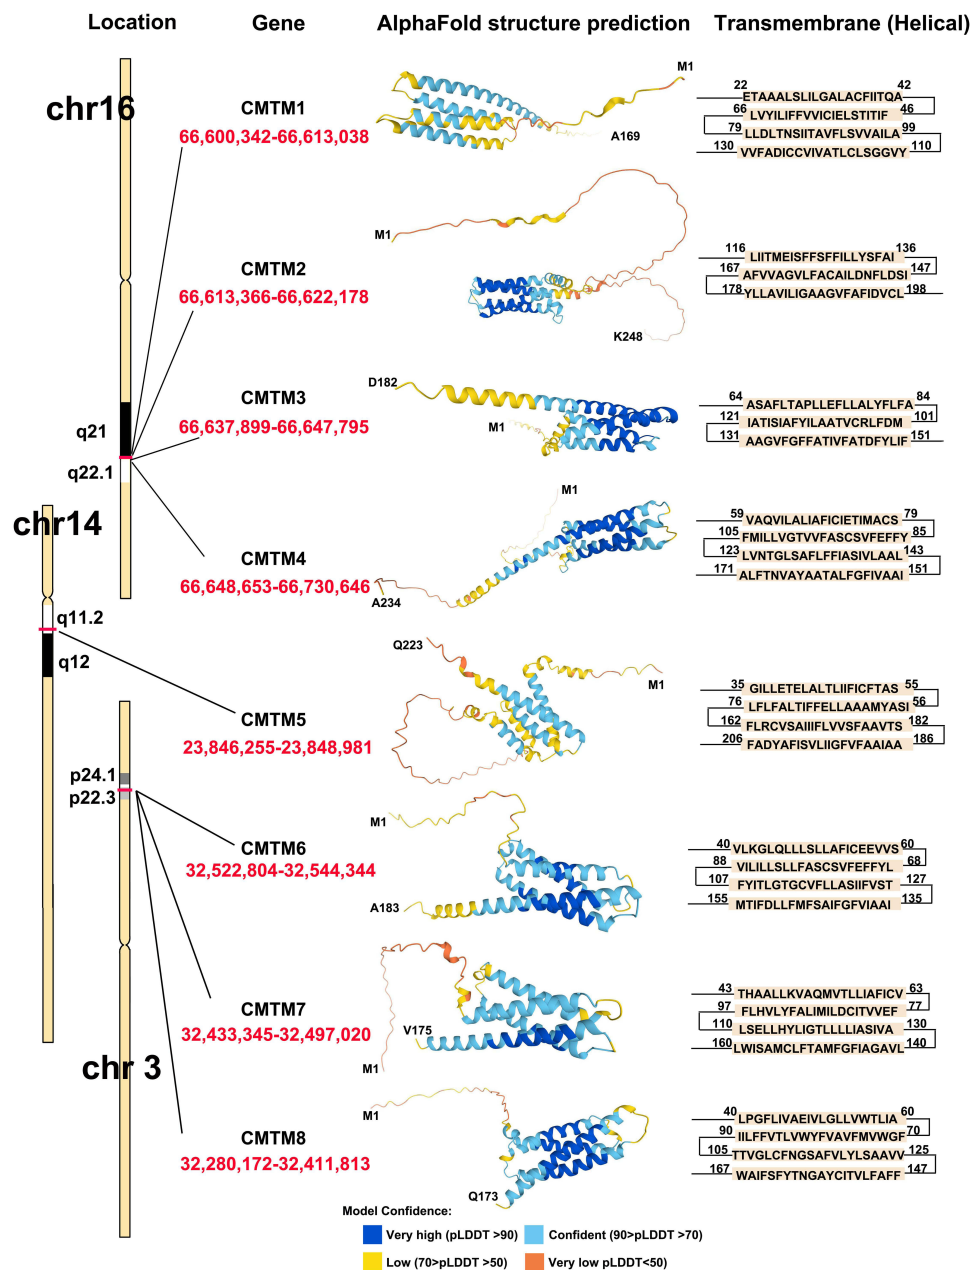 Location Gene AlphaFold structure prediction Transmembrane (Helical)
chr16
CMTM1
66,600,342-66,613,038
M1
A169
22 42
ETAAALSLILGALACFIITQA
66 46
LVYILIFFVVICIELSTITIF
79 99
LLDLTNSIITAVFLSVVAILA
130 110
VVFADICCVIVATLCLSGGVY
CMTM2
66,613,366-66,622,178
M1
K248
116 136
LIITMEISFFSFFILLYSFAI
167 147
AFVVAGVLFACAILDNFLDSI
178 198
YLLAVILIGAAGVFAFIDVCL
q21
q22.1
CMTM3
66,637,899-66,647,795
D182
M1
64 84
ASAFLTAPLLEFLLALYFLFA
121 101
IATISIAFYILAATVCRLFDM
131 151
AAGVFGFFATIVFATDFYLIF
chr14
CMTM4
66,648,653-66,730,646
M1
A234
59 79
VAQVILALIAFICIETIMACS
105 85
FMILLVGTVVFASCSVFEFFY
123 143
LVNTGLSAFLFFIASIVLAAL
171 151
ALFTNVAYAATALFGFIVAAI
q11.2
q12
CMTM5
23,846,255-23,848,981
Q223
M1
35 55
GILLETELALTLIIFICFTAS
76 56
LFLFALTIFFELLAAAMYASI
162 182
FLRCVSAIIIFLVVSFAAVTS
206 186
FADYAFISVLIIGFVFAAIAA
p24.1
p22.3
CMTM6
32,522,804-32,544,344
M1
A183
40 60
VLKGLQLLLSLLAFICEEVVS
88 68
VILILLSLLFASCSVFEFFYL
107 127
FYITLGTGCVFLLASIIFVST
155 135
MTIFDLLFMFSAIFGFVIAAI
CMTM7
32,433,345-32,497,020
V175
M1
43 63
THAALLKVAQMVTLLIAFICV
97 77
FLHVLYFALIMILDCITVVEF
110 130
LSELLHYLIGTLLLLIASIVA
160 140
LWISAMCLFTAMFGFIAGAVL
chr 3
CMTM8
32,280,172-32,411,813
M1
Q173
40 60
LPGFLIVAEIVLGLLVWTLIA
90 70
IILFFVTLVWYFVAVFMVWGF
105 125
TTVGLCFNGSAFVLYLSAAVV
167 147
WAIFSFYTNGAYCITVLFAFF
Model Confidence:
Very high (pLDDT >90) Confident (90>pLDDT >70)
Low (70>pLDDT >50) Very low pLDDT<50)